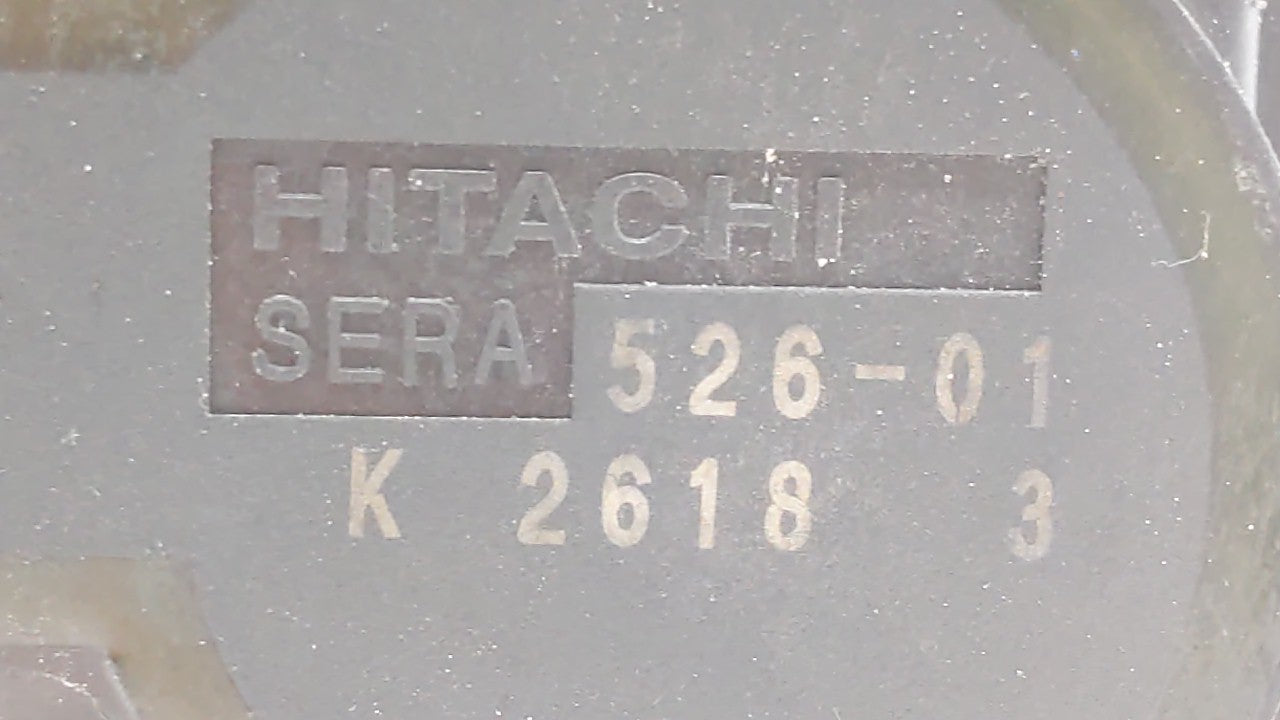 HITACHI
SERA 526-01
K 2618 3